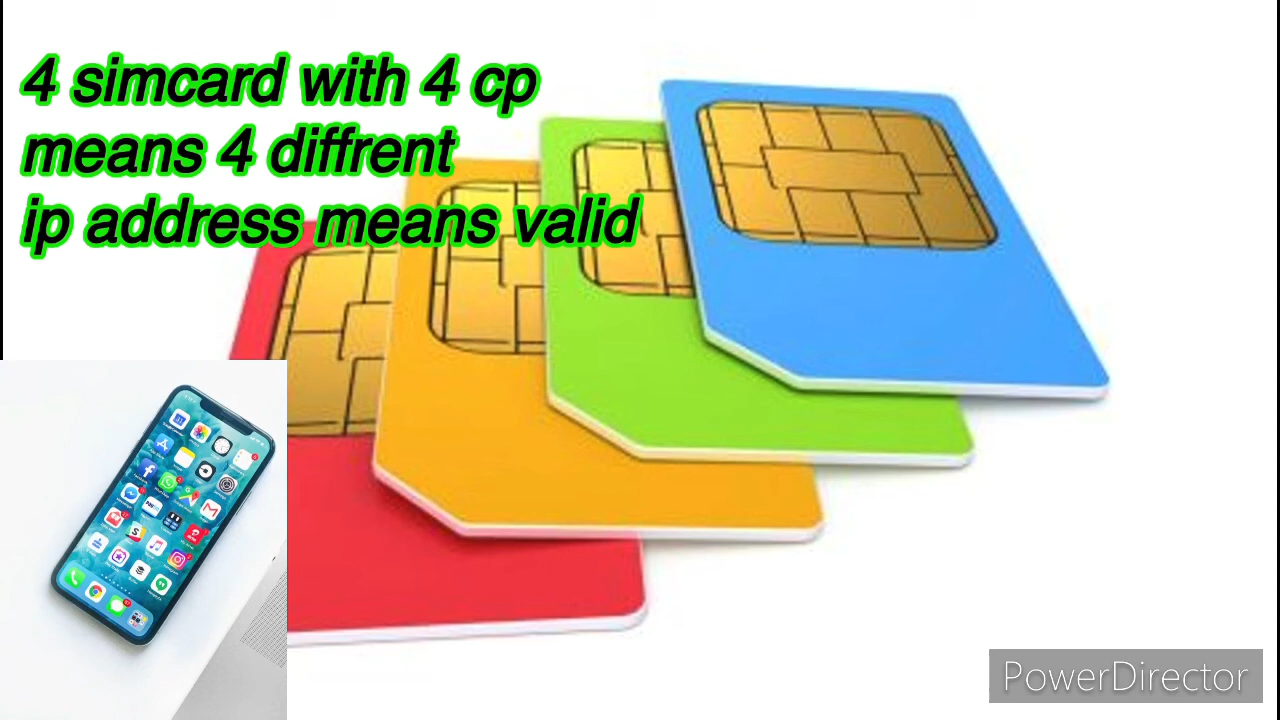 4 simcard with 4 cp
means 4 diffrent
ip address means valid
PowerDirector